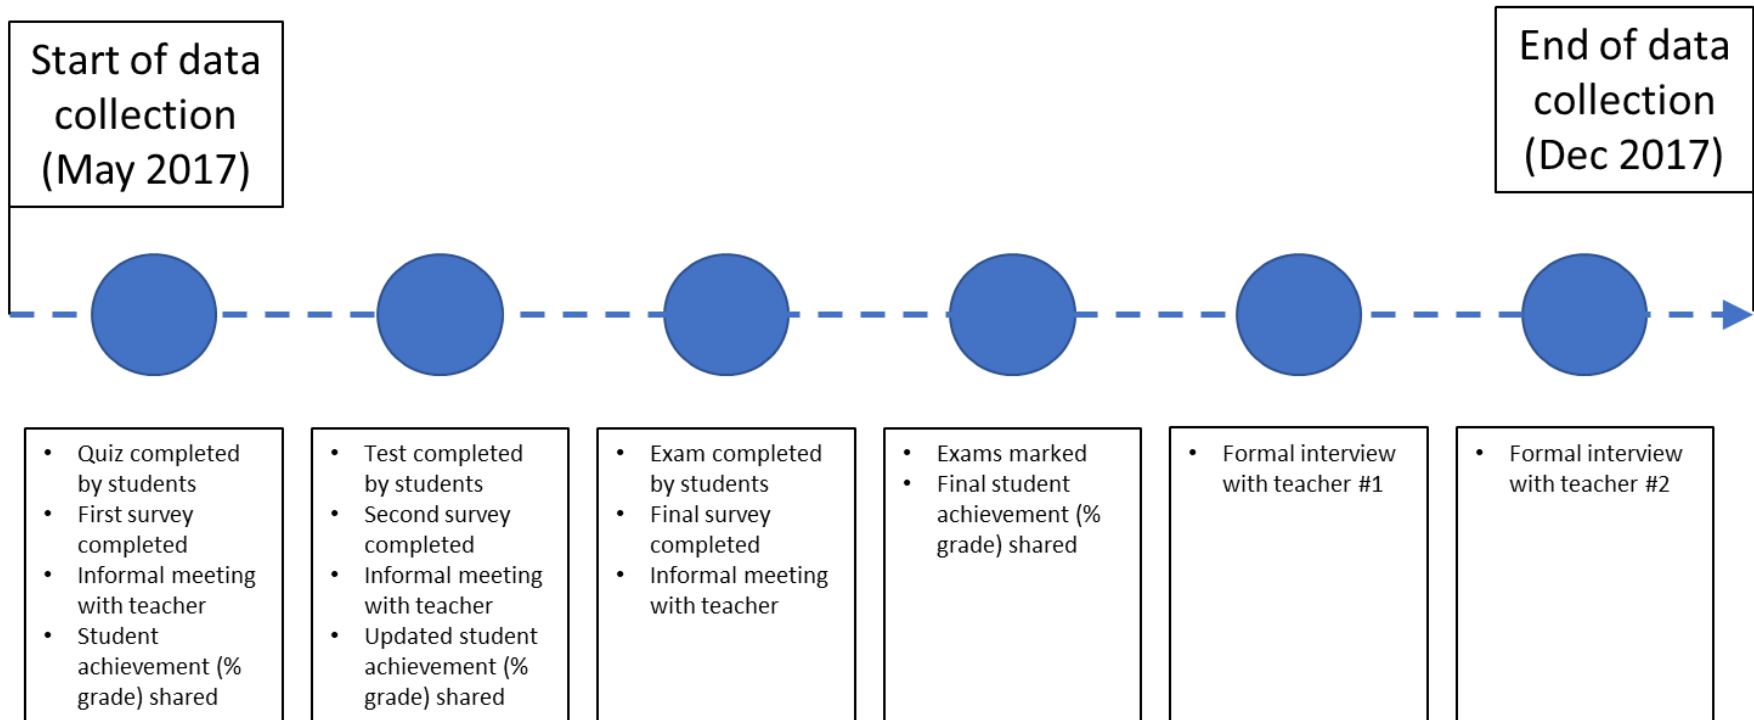 Start of data
collection
(May 2017)
End of data
collection
(Dec 2017)
• Quiz completed
by students
• First survey
completed
• Informal meeting
with teacher
• Student
achievement (%
grade) shared
• Test completed
by students
• Second survey
completed
• Informal meeting
with teacher
• Updated student
achievement (%
grade) shared
• Exam completed
by students
• Final survey
completed
• Informal meeting
with teacher
• Exams marked
• Final student
achievement (%
grade) shared
• Formal interview
with teacher #1
• Formal interview
with teacher #2